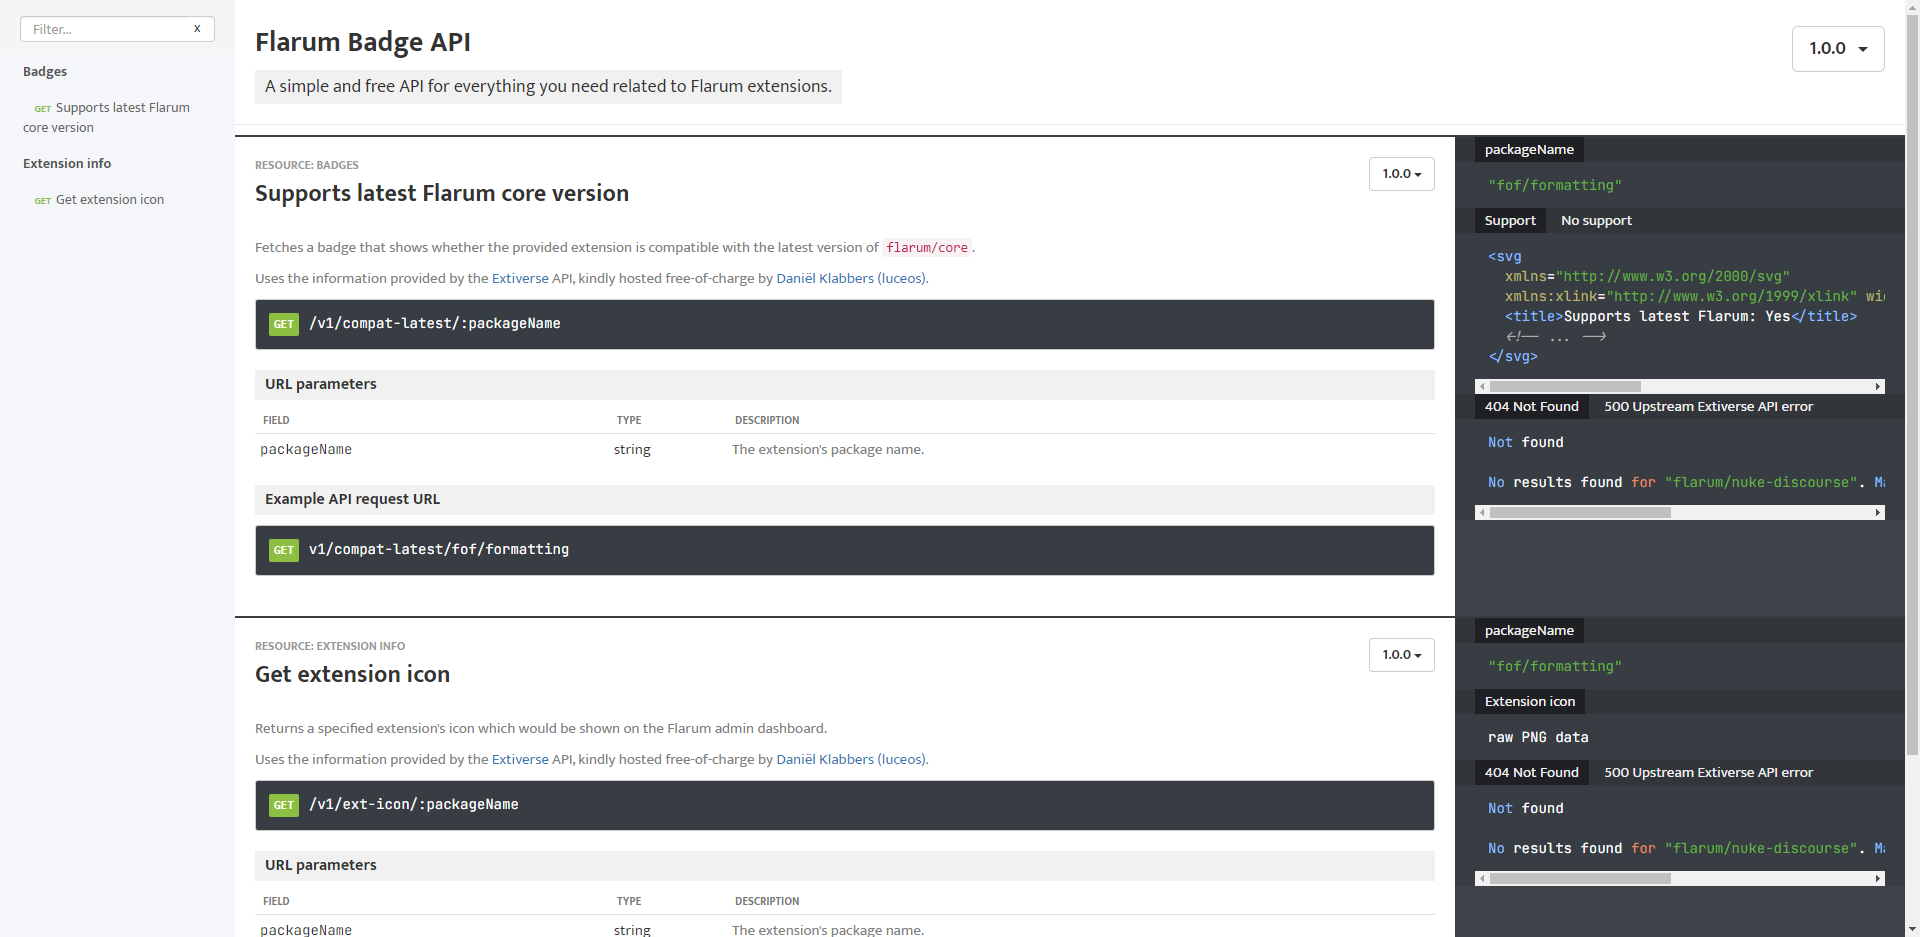 Filter...
x
Badges
GET Supports latest Flarum
core version
Extension info
GET Get extension icon
Flarum Badge API
1.0.0
A simple and free API for everything you need related to Flarum extensions.
RESOURCE: BADGES
Supports latest Flarum core version
1.0.0
Fetches a badge that shows whether the provided extension is compatible with the latest version of flarum/core.
Uses the information provided by the Extiverse API, kindly hosted free-of-charge by Daniël Klabbers (luceos).
GET /v1/compat-latest/:packageName
URL parameters
FIELD TYPE DESCRIPTION
packageName string The extension's package name.
Example API request URL
GET v1/compat-latest/fof/formatting
packageName
"fof/formatting"
Support No support
<svg
xmlns="http://www.w3.org/2000/svg"
xmlns:xlink="http://www.w3.org/1999/xlink"
<title>Supports latest Flarum: Yes</title>
<!-- ... -->
</svg>
404 Not Found 500 Upstream Extiverse API error
Not found
No results found for "flarum/nuke-discourse".
RESOURCE: EXTENSION INFO
Get extension icon
1.0.0
Returns a specified extension's icon which would be shown on the Flarum admin dashboard.
Uses the information provided by the Extiverse API, kindly hosted free-of-charge by Daniël Klabbers (luceos).
GET /v1/ext-icon/:packageName
URL parameters
FIELD TYPE DESCRIPTION
packageName string The extension's package name.
packageName
"fof/formatting"
Extension icon
raw PNG data
404 Not Found 500 Upstream Extiverse API error
Not found
No results found for "flarum/nuke-discourse".